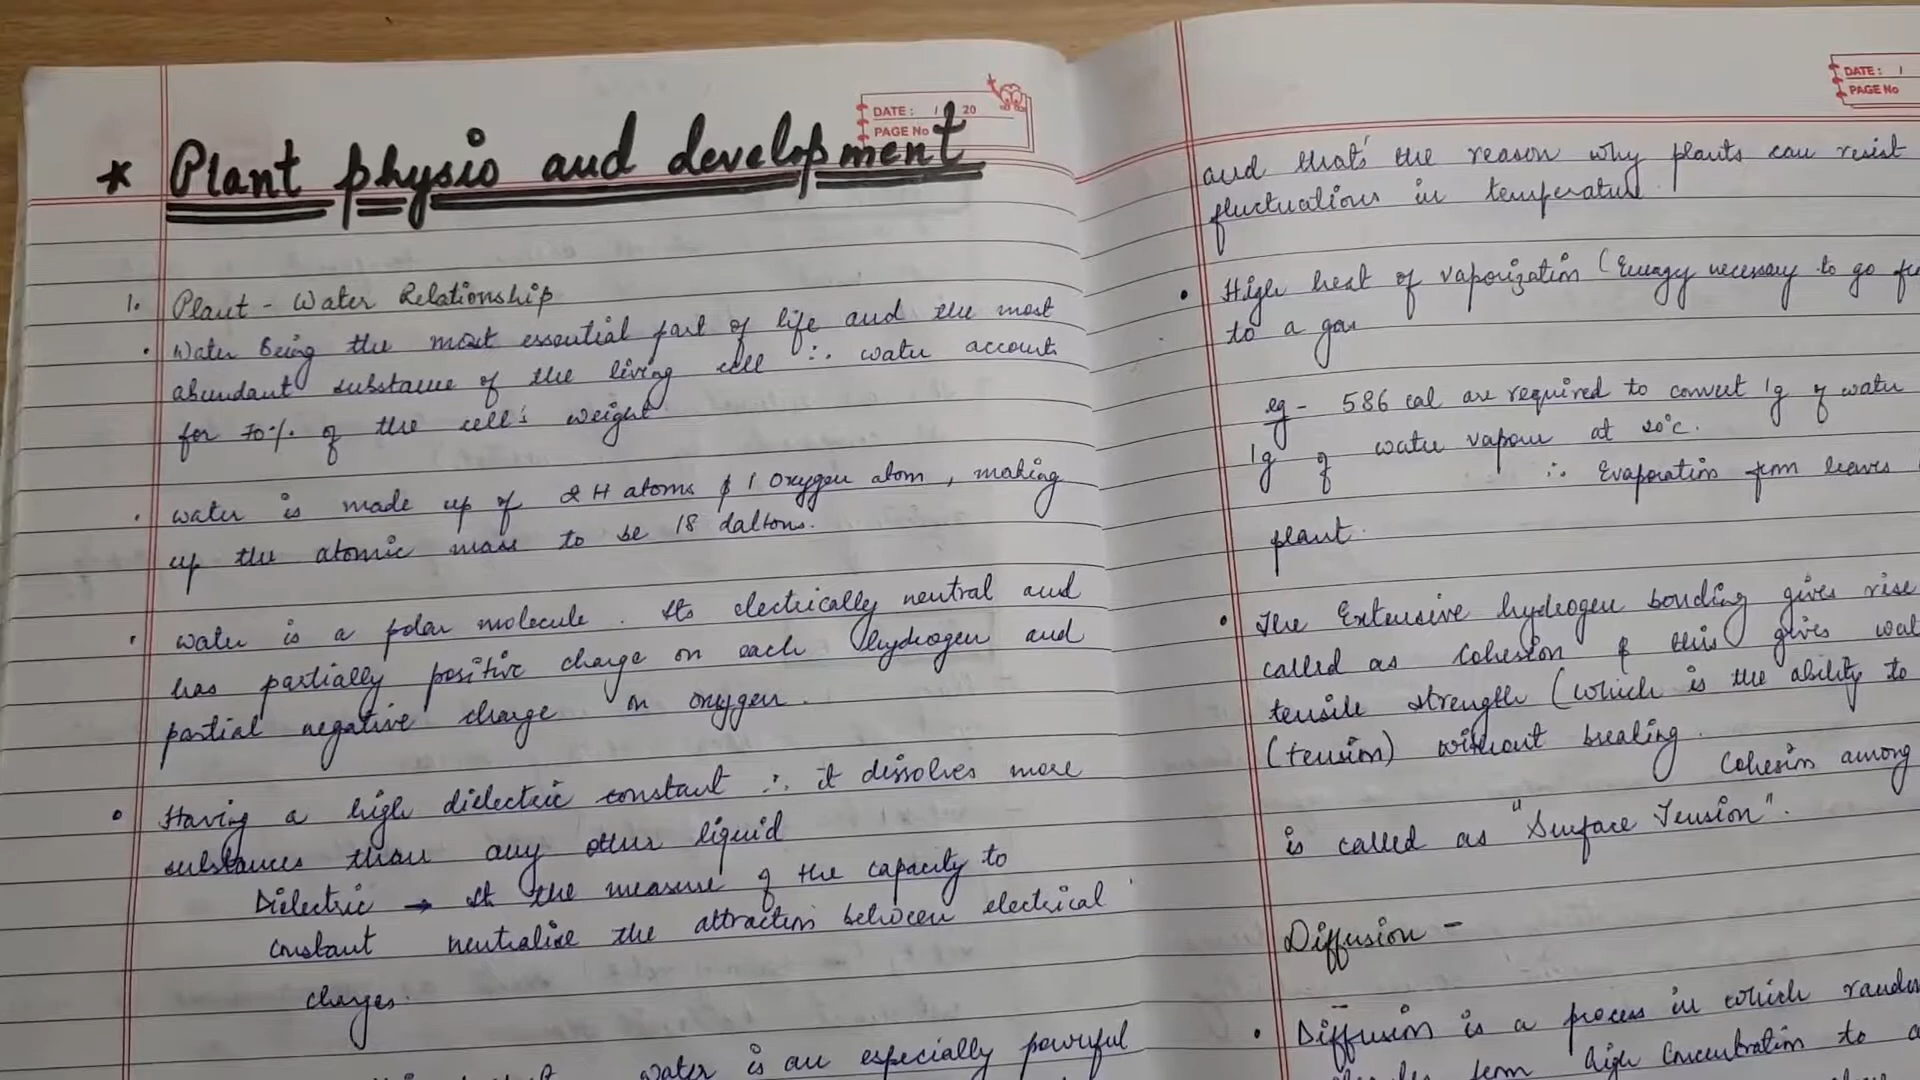 DATE: / 20
PAGE No
* Plant physio and development
1. Plant - Water Relationship
• Water Being the most essential part of life and the most
abundant substance of the living cell ∴ water accounts
for 70% of the cell's weight
• water is made up of 2 H atoms & 1 Oxygen atom, making
up the atomic mass to be 18 daltons.
• water is a polar molecule. Its electrically neutral and
has partially positive charge on each hydrogen and
partial negative charge on oxygen.
• Having a high dielectric constant ∴ it dissolves more
substances than any other liquid
Dielectric → It the measure of the capacity to
constant neutralise the attraction between electrical
charges.
water is an especially powerful
DATE: /
PAGE No
and that's the reason why plants can resist
fluctuations in temperature.
• High heat of vaporization (Energy necessary to go
to a gas
eg - 586 cal are required to convert 1g of water
1g of water vapour at 20°c.
∴ Evaporation from leaves
plant.
• The Extensive hydrogen bonding gives rise
called as Cohesion & this gives
tensile strength (which is the ability to
(tension) without breaking.
Cohesion among
is called as "Surface Tension".
Diffusion -
• Diffusion is a process in which
from high concentration to a